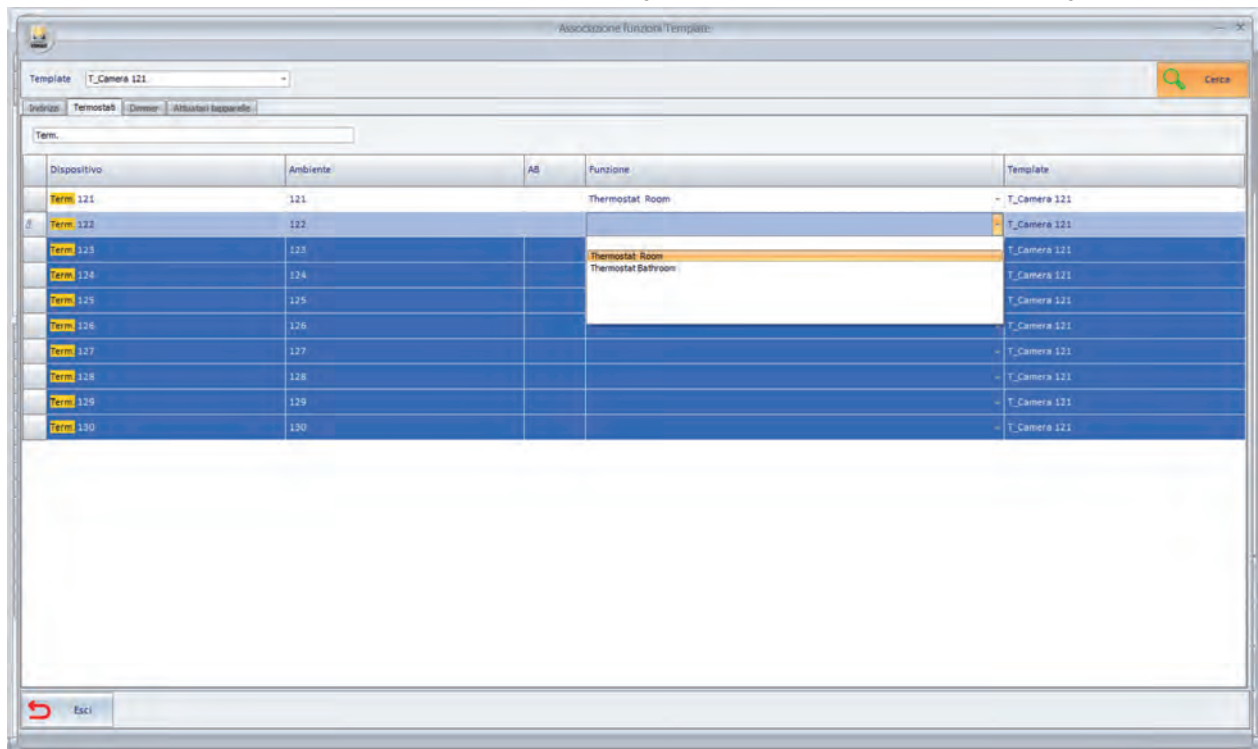 Associazione funzioni Template
Template T_Camera 121
Cerca
Indirizzi Termostati Dimmer Attuatori tapparelle
Term.
Dispositivo Ambiente AB Funzione Template
Term. 121 121 Thermostat Room T_Camera 121
Term. 122 122 T_Camera 121
Term. 123 123 T_Camera 121
Thermostat Room
Thermostat Bathroom
Term. 124 124 T_Camera 121
Term. 125 125 T_Camera 121
Term. 126 126 T_Camera 121
Term. 127 127 T_Camera 121
Term. 128 128 T_Camera 121
Term. 129 129 T_Camera 121
Term. 130 130 T_Camera 121
Esci